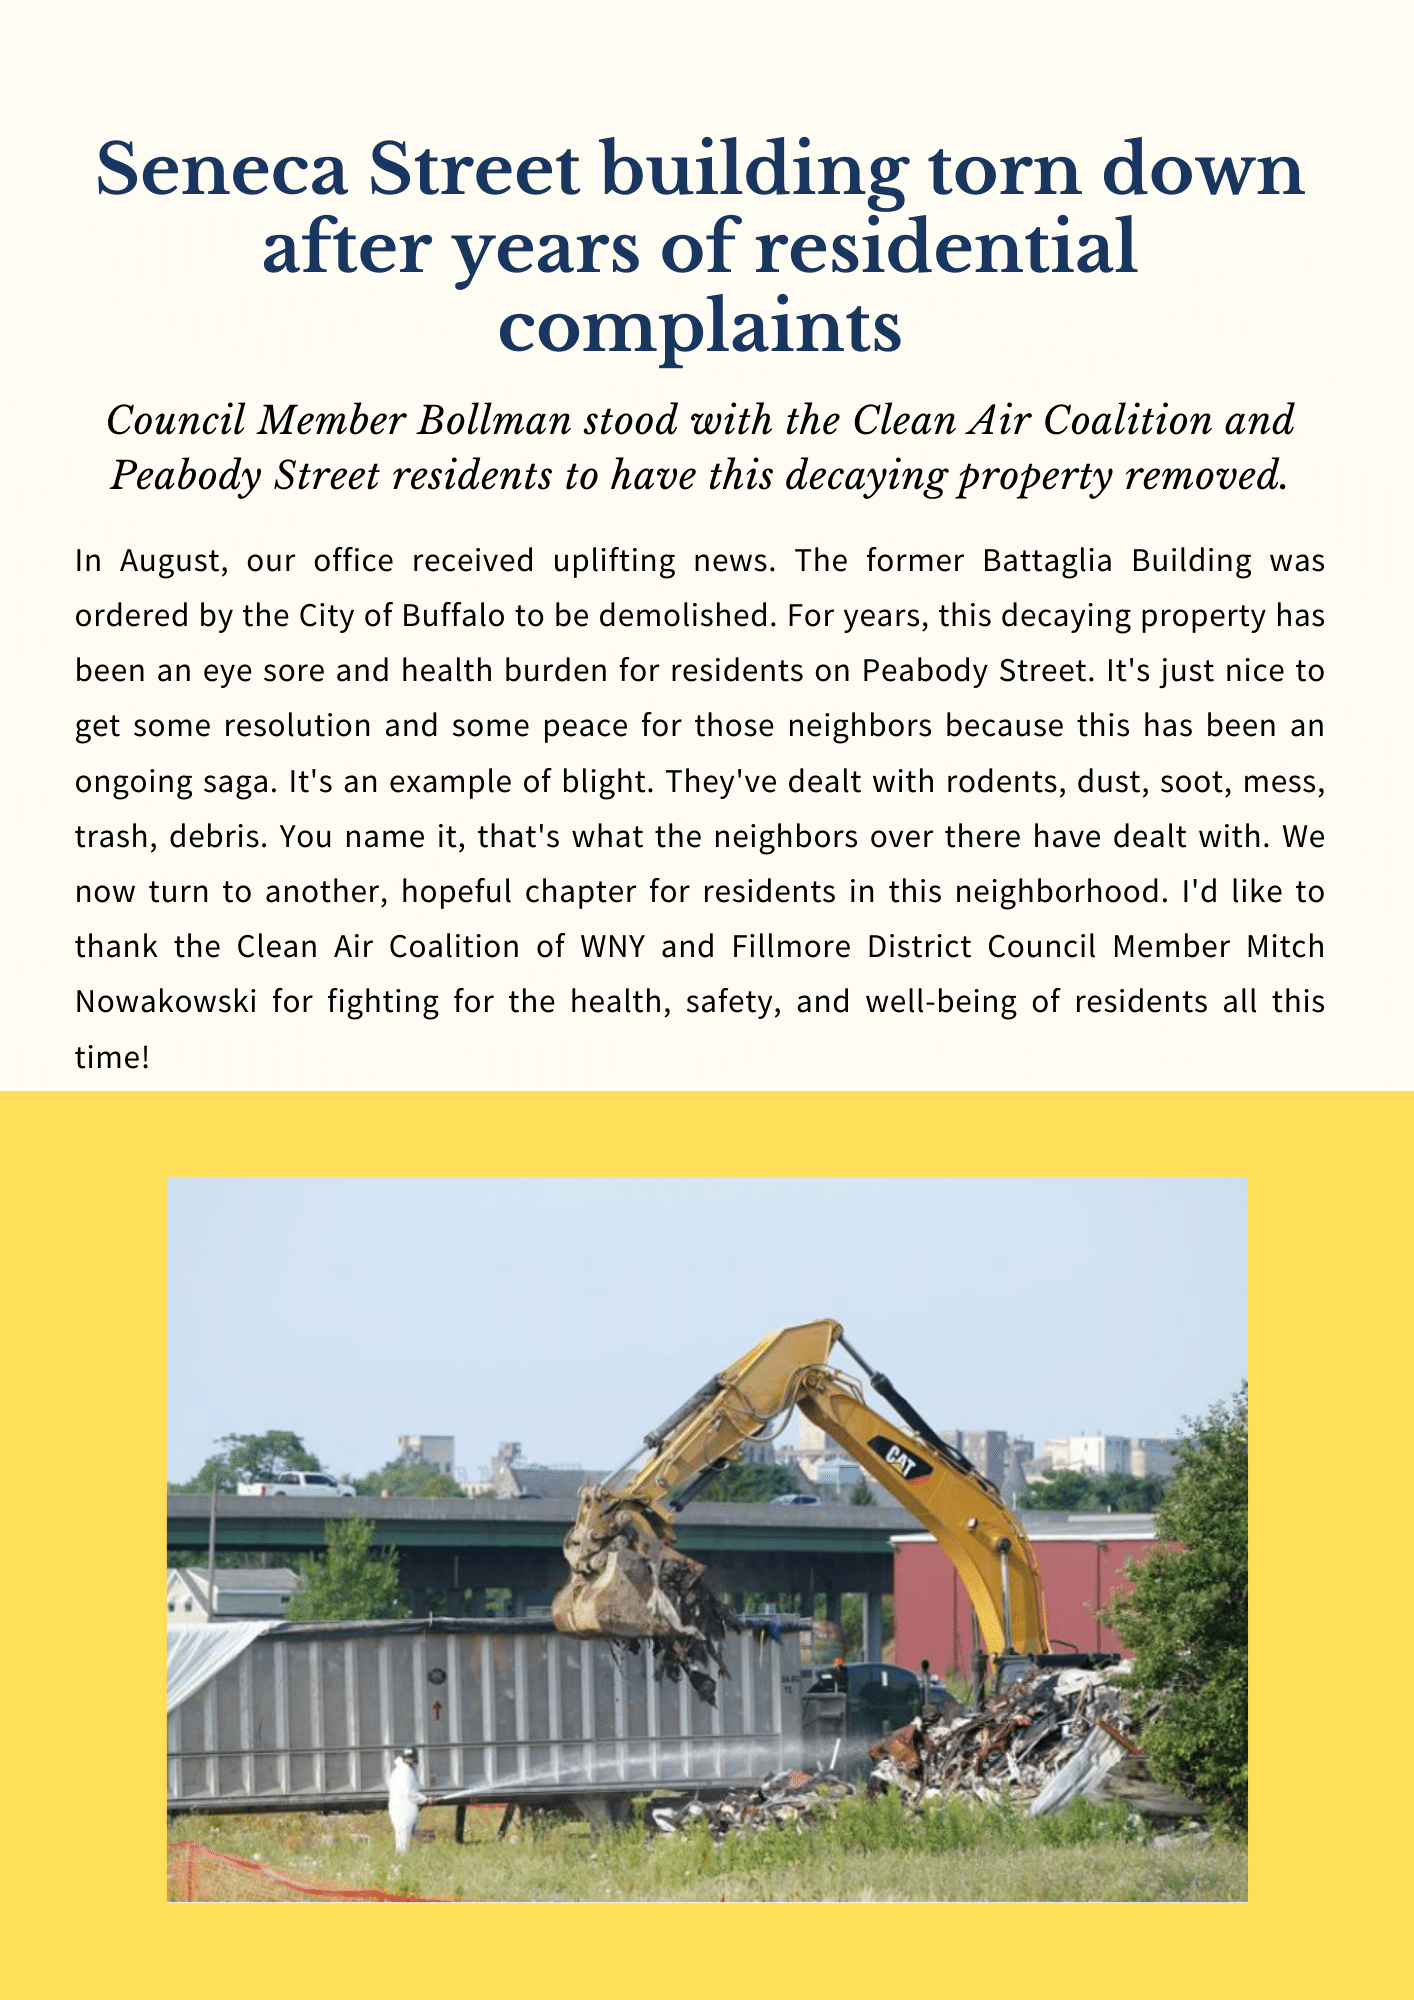 Seneca Street building torn down
after years of residential
complaints
Council Member Bollman stood with the Clean Air Coalition and
Peabody Street residents to have this decaying property removed.
In August, our office received uplifting news. The former Battaglia Building was
ordered by the City of Buffalo to be demolished. For years, this decaying property has
been an eye sore and health burden for residents on Peabody Street. It's just nice to
get some resolution and some peace for those neighbors because this has been an
ongoing saga. It's an example of blight. They've dealt with rodents, dust, soot, mess,
trash, debris. You name it, that's what the neighbors over there have dealt with. We
now turn to another, hopeful chapter for residents in this neighborhood. I'd like to
thank the Clean Air Coalition of WNY and Fillmore District Council Member Mitch
Nowakowski for fighting for the health, safety, and well-being of residents all this
time!
CAT